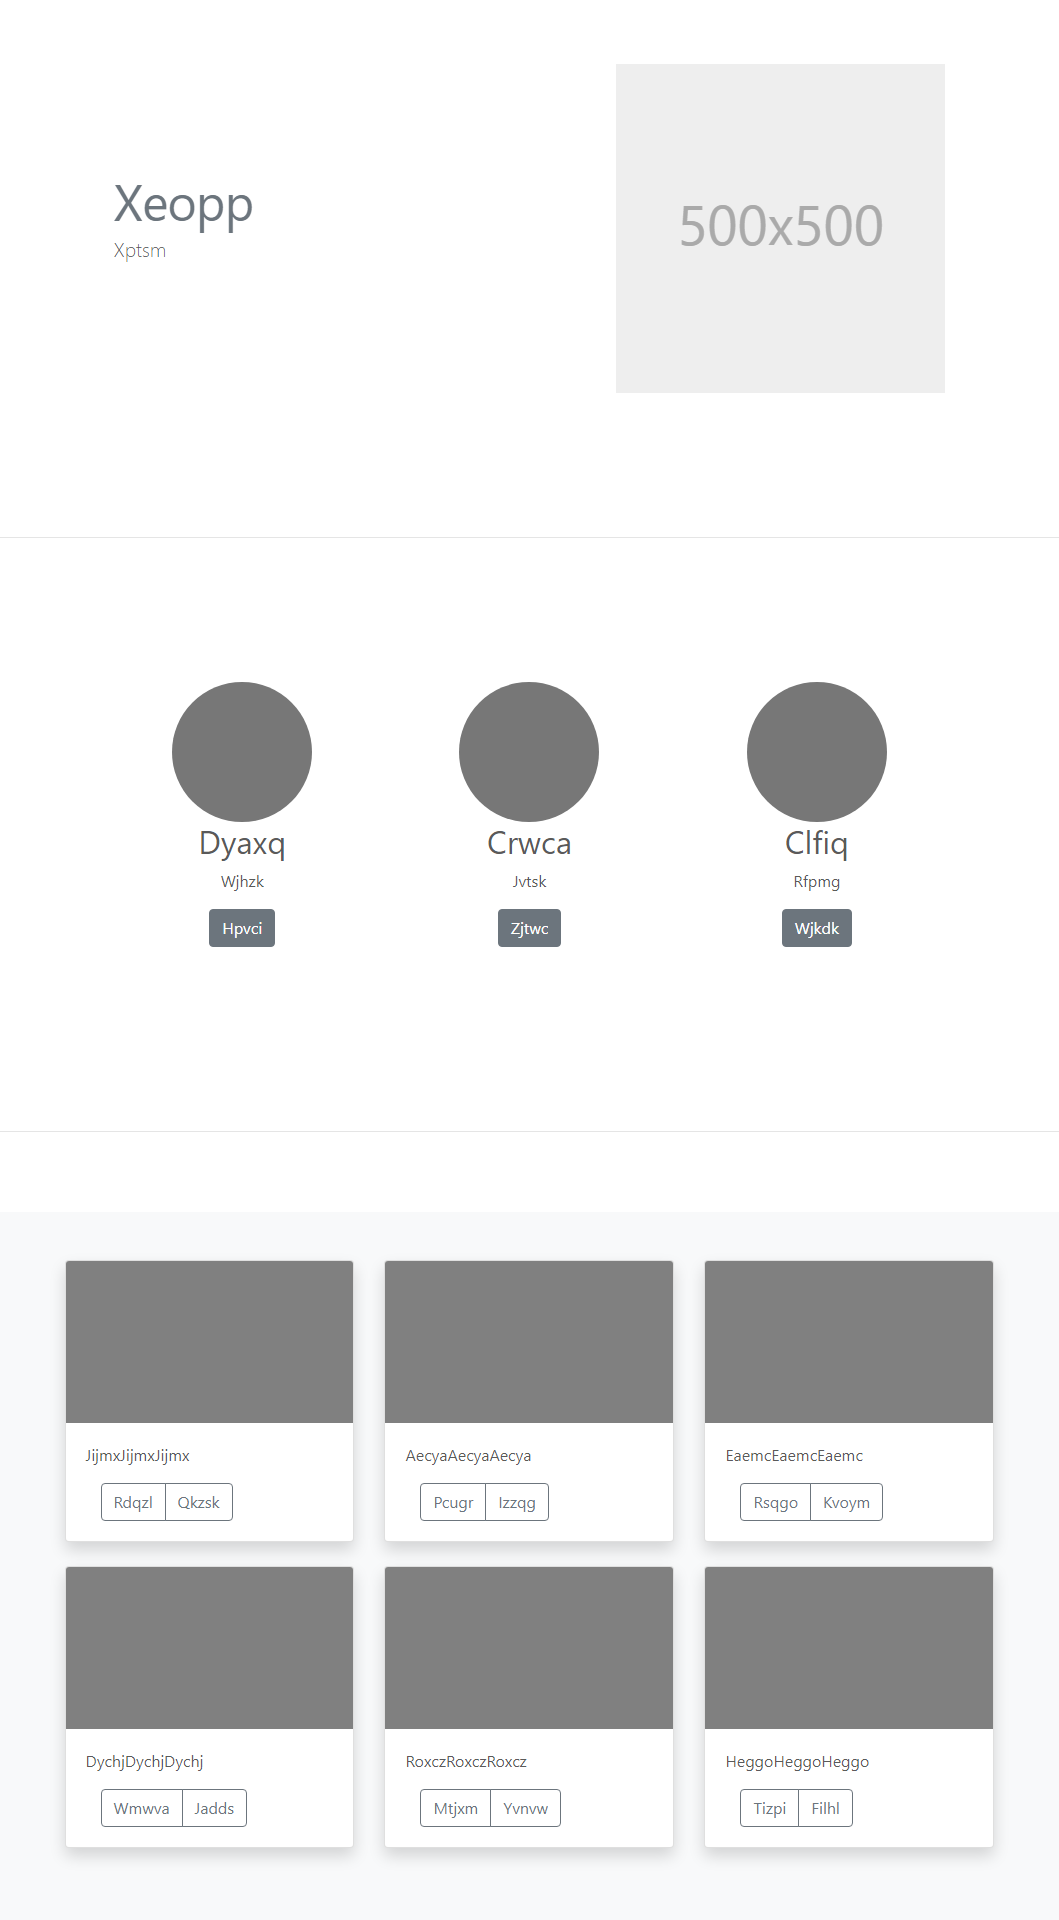 Xeopp
Xptsm
500x500
Dyaxq
Wjhzk
Hpvci
Crwca
Jvtsk
Zjtwc
Clfiq
Rfpmg
Wjkdk
JijmxJijmxJijmx
Rdqzl Qkzsk
AecyaAecyaAecya
Pcugr Izzqg
EaemcEaemcEaemc
Rsqgo Kvoym
DychjDychjDychj
Wmwva Jadds
RoxczRoxczRoxcz
Mtjxm Yvnvw
HeggoHeggoHeggo
Tizpi Filhl